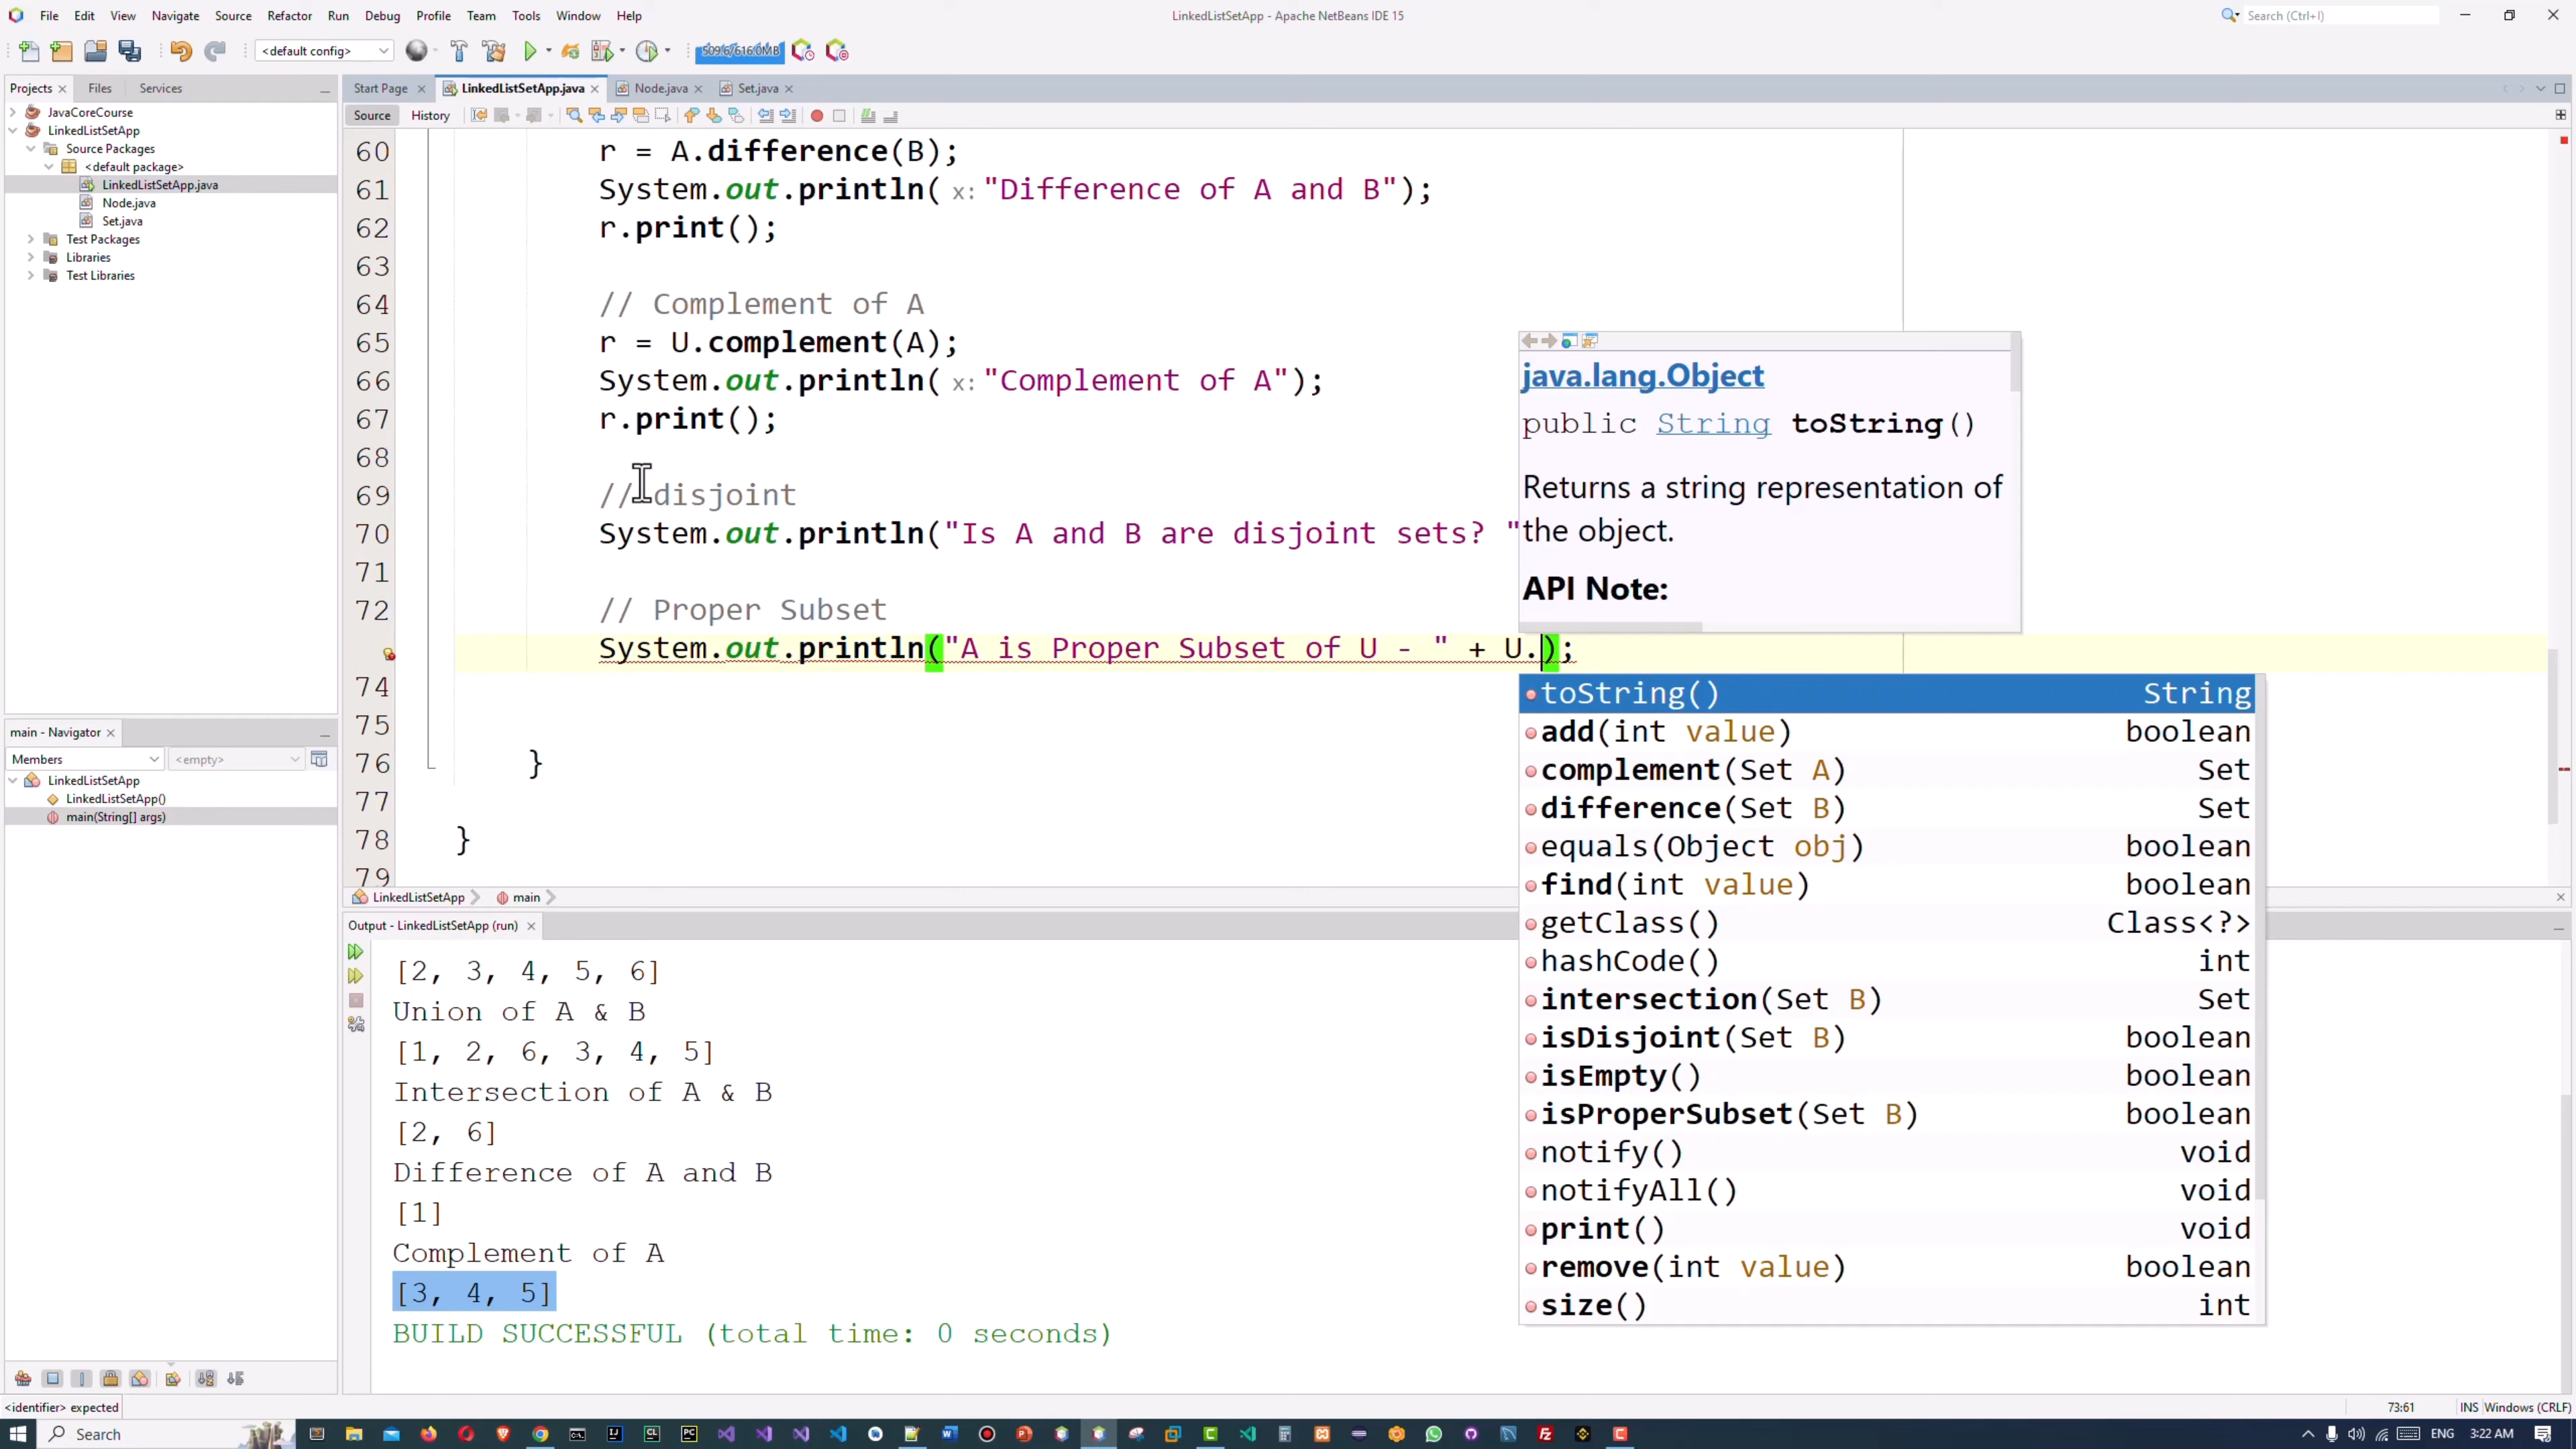 File Edit View Navigate Source Refactor Run Debug Profile Team Tools Window Help
LinkedListSetApp - Apache NetBeans IDE 15
Search (Ctrl+I)
<default config>
509.6/616.0MB
Projects Files Services
Start Page LinkedListSetApp.java Node.java Set.java
Source History
JavaCoreCourse
LinkedListSetApp
Source Packages
<default package>
LinkedListSetApp.java
Node.java
Set.java
Test Packages
Libraries
Test Libraries
60 r = A.difference(B);
61 System.out.println( x: "Difference of A and B");
62 r.print();
63
64 // Complement of A
65 r = U.complement(A);
66 System.out.println( x: "Complement of A");
67 r.print();
68
69 // disjoint
70 System.out.println("Is A and B are disjoint sets? "
71
72 // Proper Subset
System.out.println("A is Proper Subset of U - " + U.);
74
75
76 }
77
78 }
79
java.lang.Object
public String toString()
Returns a string representation of
the object.
API Note:
toString() String
add(int value) boolean
complement(Set A) Set
difference(Set B) Set
equals(Object obj) boolean
find(int value) boolean
getClass() Class<?>
hashCode() int
intersection(Set B) Set
isDisjoint(Set B) boolean
isEmpty() boolean
isProperSubset(Set B) boolean
notify() void
notifyAll() void
print() void
remove(int value) boolean
size() int
main - Navigator
Members <empty>
LinkedListSetApp
LinkedListSetApp()
main(String[] args)
LinkedListSetApp main
Output - LinkedListSetApp (run)
[2, 3, 4, 5, 6]
Union of A & B
[1, 2, 6, 3, 4, 5]
Intersection of A & B
[2, 6]
Difference of A and B
[1]
Complement of A
[3, 4, 5]
BUILD SUCCESSFUL (total time: 0 seconds)
<identifier> expected
73:61 INS Windows (CRLF)
Search
ENG 3:22 AM